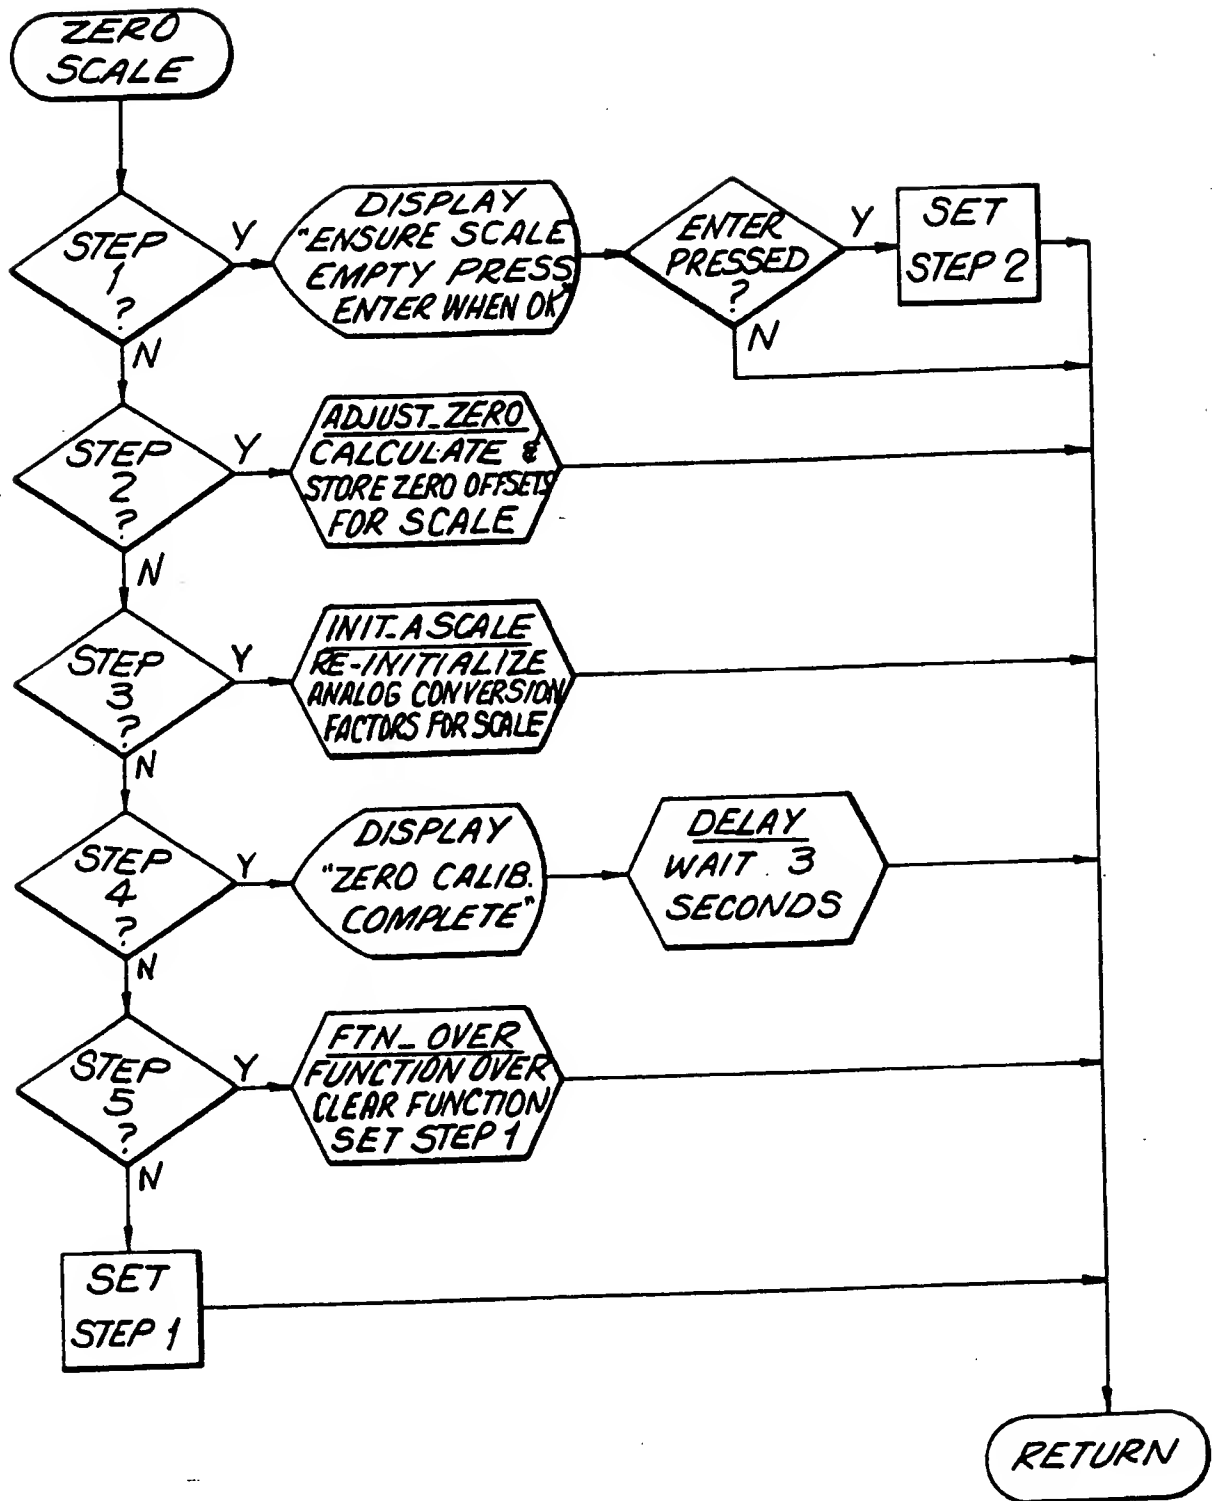 ZERO
SCALE
STEP
1
?
Y
DISPLAY
"ENSURE SCALE
EMPTY PRESS
ENTER WHEN OK"
ENTER
PRESSED
?
Y
SET
STEP 2
N
N
STEP
2
?
Y
ADJUST_ZERO
CALCULATE &
STORE ZERO OFFSETS
FOR SCALE
N
STEP
3
?
Y
INIT_A SCALE
RE-INITIALIZE
ANALOG CONVERSION
FACTORS FOR SCALE
N
STEP
4
?
Y
DISPLAY
"ZERO CALIB.
COMPLETE"
DELAY
WAIT 3
SECONDS
N
STEP
5
?
Y
FTN_OVER
FUNCTION OVER
CLEAR FUNCTION
SET STEP 1
N
SET
STEP 1
RETURN